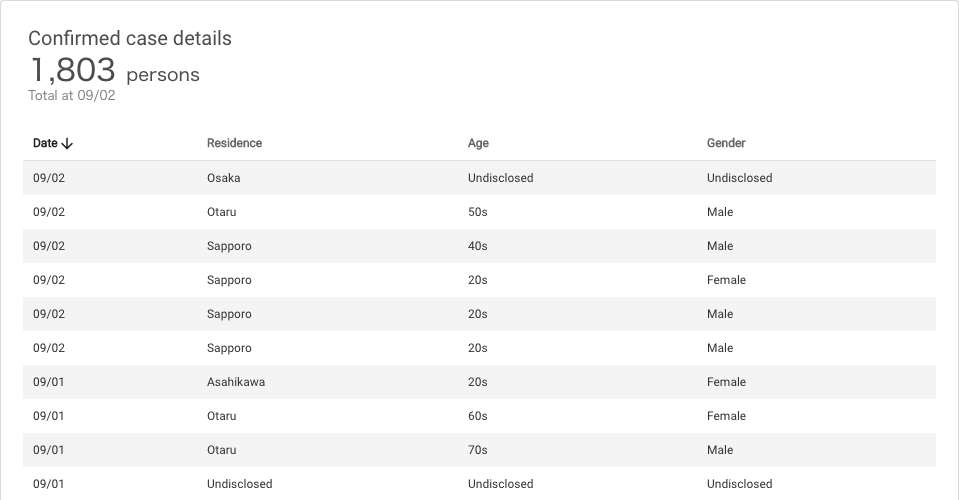 Confirmed case details
1,803 persons
Total at 09/02
Date Residence Age Gender
09/02 Osaka Undisclosed Undisclosed
09/02 Otaru 50s Male
09/02 Sapporo 40s Male
09/02 Sapporo 20s Female
09/02 Sapporo 20s Male
09/02 Sapporo 20s Male
09/01 Asahikawa 20s Female
09/01 Otaru 60s Female
09/01 Otaru 70s Male
09/01 Undisclosed Undisclosed Undisclosed